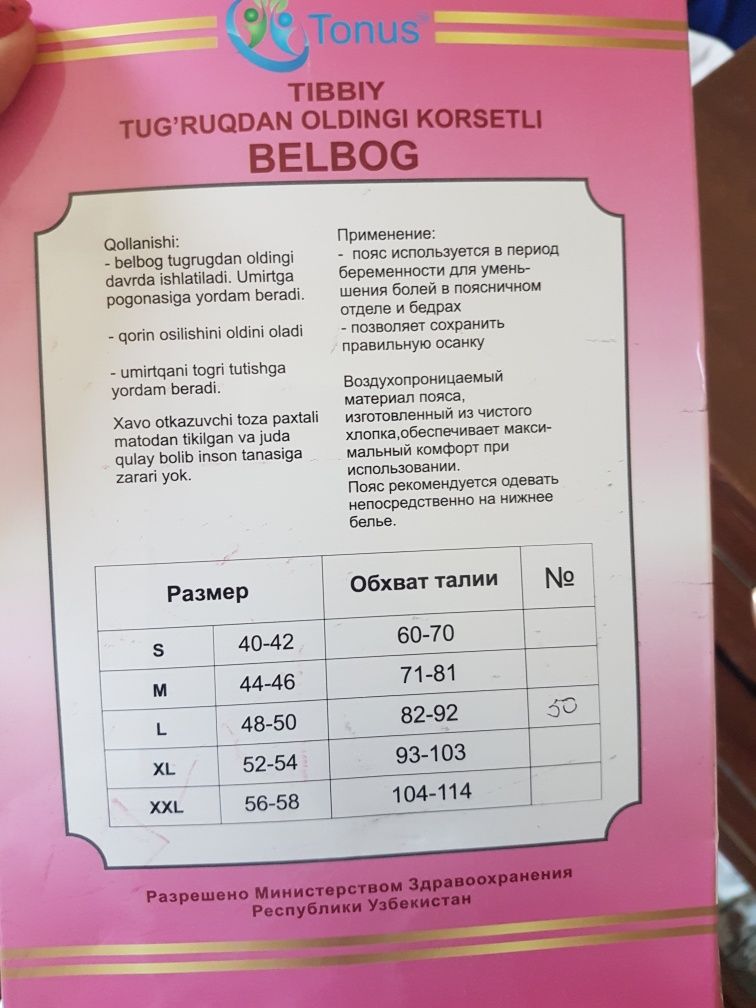 Tonus
TIBBIY
TUG'RUQDAN OLDINGI KORSETLI
BELBOG
Qollanishi:
- belbog tugrugdan oldingi
davrda ishlatiladi. Umirtga
pogonasiga yordam beradi.
- qorin osilishini oldini oladi
- umirtqani togri tutishga
yordam beradi.
Xavo otkazuvchi toza paxtali
matodan tikilgan va juda
qulay bolib inson tanasiga
zarari yok.
Применение:
- пояс используется в период
беременности для умень-
шения болей в поясничном
отделе и бедрах
- позволяет сохранить
правильную осанку
Воздухопроницаемый
материал пояса,
изготовленный из чистого
хлопка,обеспечивает макси-
мальный комфорт при
использовании.
Пояс рекомендуется одевать
непосредственно на нижнее
белье.
Размер Обхват талии №
S 40-42 60-70
M 44-46 71-81
L 48-50 82-92 50
XL 52-54 93-103
XXL 56-58 104-114
Разрешено Министерством Здравоохранения
Республики Узбекистан